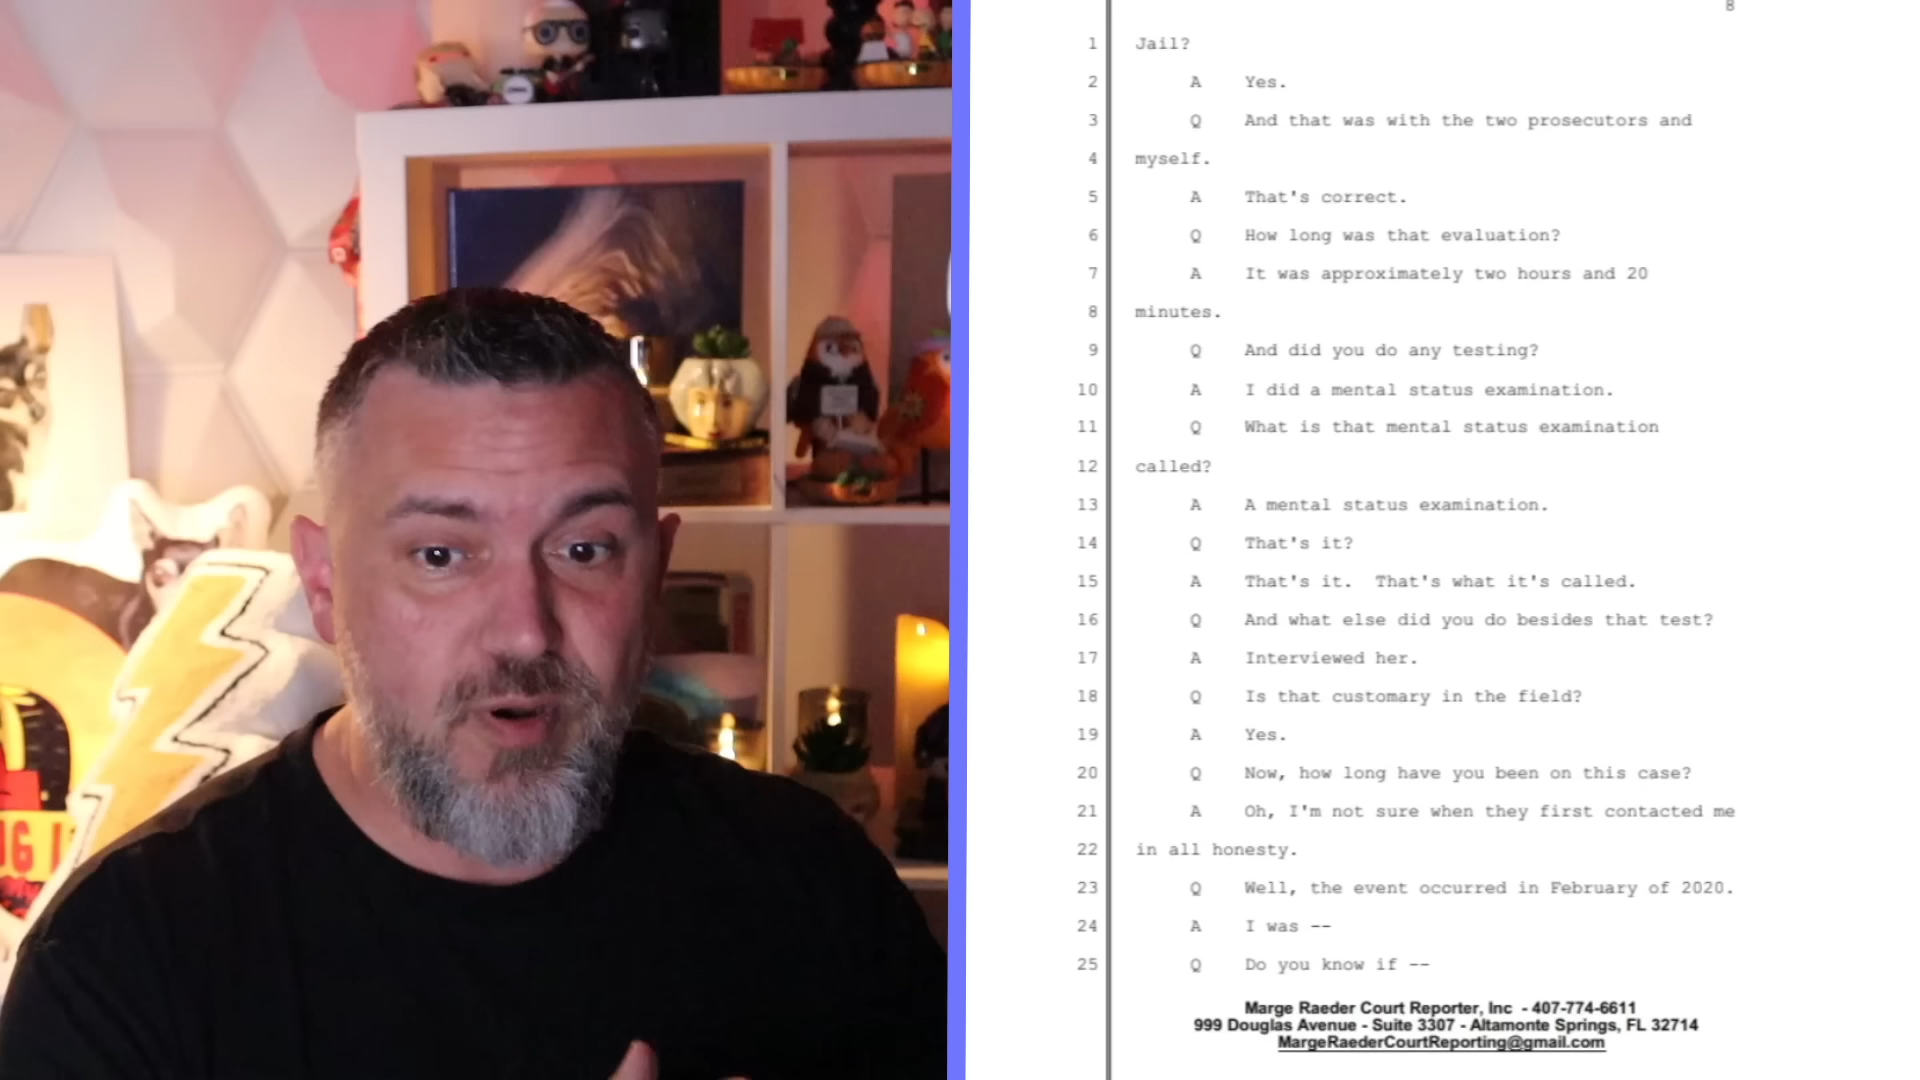 8
1 Jail?
2 A Yes.
3 Q And that was with the two prosecutors and
4 myself.
5 A That's correct.
6 Q How long was that evaluation?
7 A It was approximately two hours and 20
8 minutes.
9 Q And did you do any testing?
10 A I did a mental status examination.
11 Q What is that mental status examination
12 called?
13 A A mental status examination.
14 Q That's it?
15 A That's it. That's what it's called.
16 Q And what else did you do besides that test?
17 A Interviewed her.
18 Q Is that customary in the field?
19 A Yes.
20 Q Now, how long have you been on this case?
21 A Oh, I'm not sure when they first contacted me
22 in all honesty.
23 Q Well, the event occurred in February of 2020.
24 A I was --
25 Q Do you know if --
Marge Raeder Court Reporter, Inc - 407-774-6611
999 Douglas Avenue - Suite 3307 - Altamonte Springs, FL 32714
MargeRaederCourtReporting@gmail.com